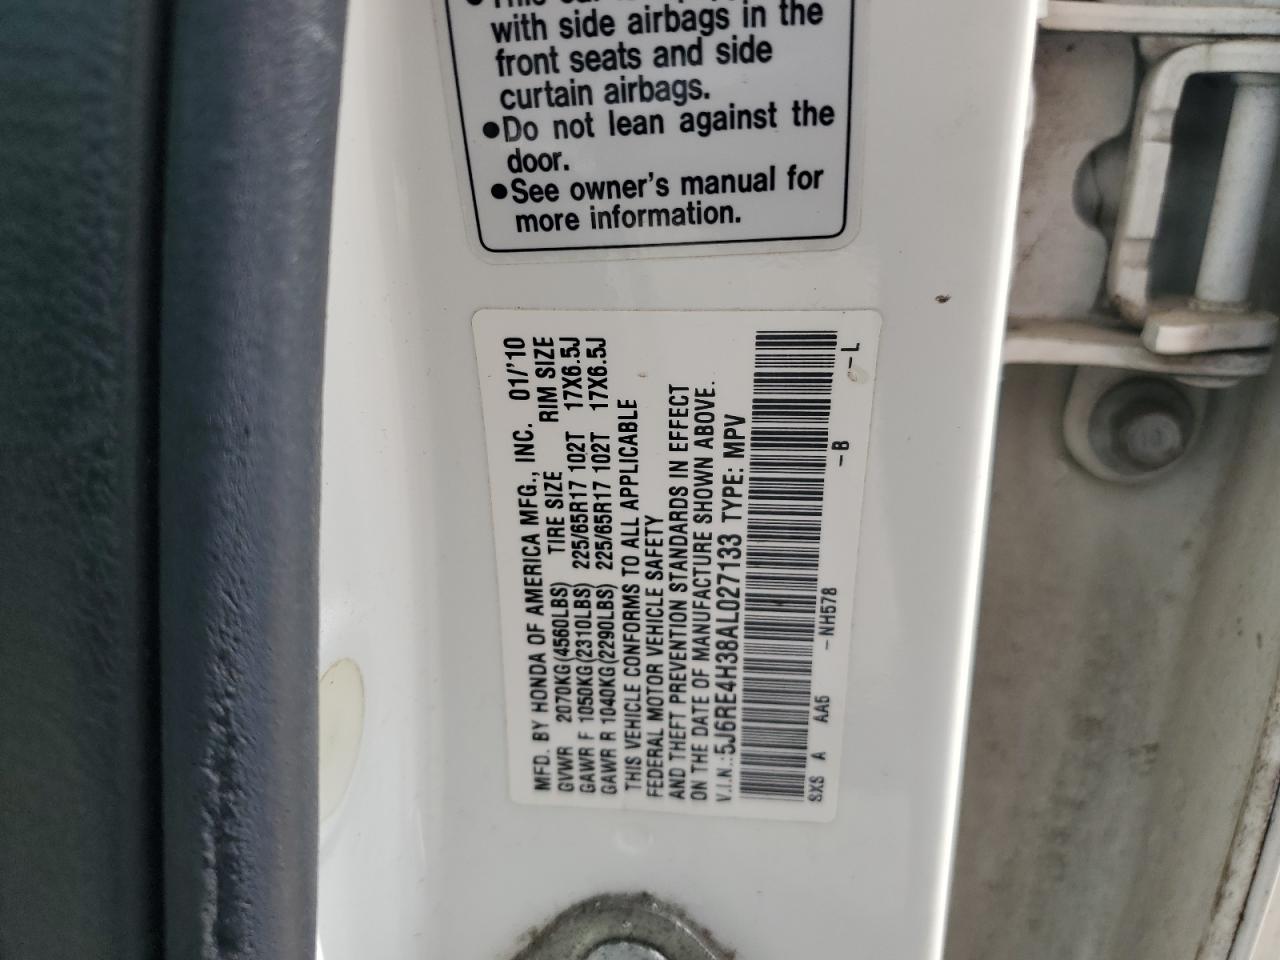 with side airbags in the
front seats and side
curtain airbags.
●Do not lean against the
door.
●See owner's manual for
more information.
MFD. BY HONDA OF AMERICA MFG., INC. 01/'10
GVWR 2070KG(4560LBS) TIRE SIZE RIM SIZE
GAWR F 1050KG(2310LBS) 225/65R17 102T 17X6.5J
GAWR R 1040KG(2290LBS) 225/65R17 102T 17X6.5J
THIS VEHICLE CONFORMS TO ALL APPLICABLE
FEDERAL MOTOR VEHICLE SAFETY
AND THEFT PREVENTION STANDARDS IN EFFECT
ON THE DATE OF MANUFACTURE SHOWN ABOVE.
V.I.N.:5J6RE4H38AL027133 TYPE: MPV
SXS A AA5 -NH578 -B -L